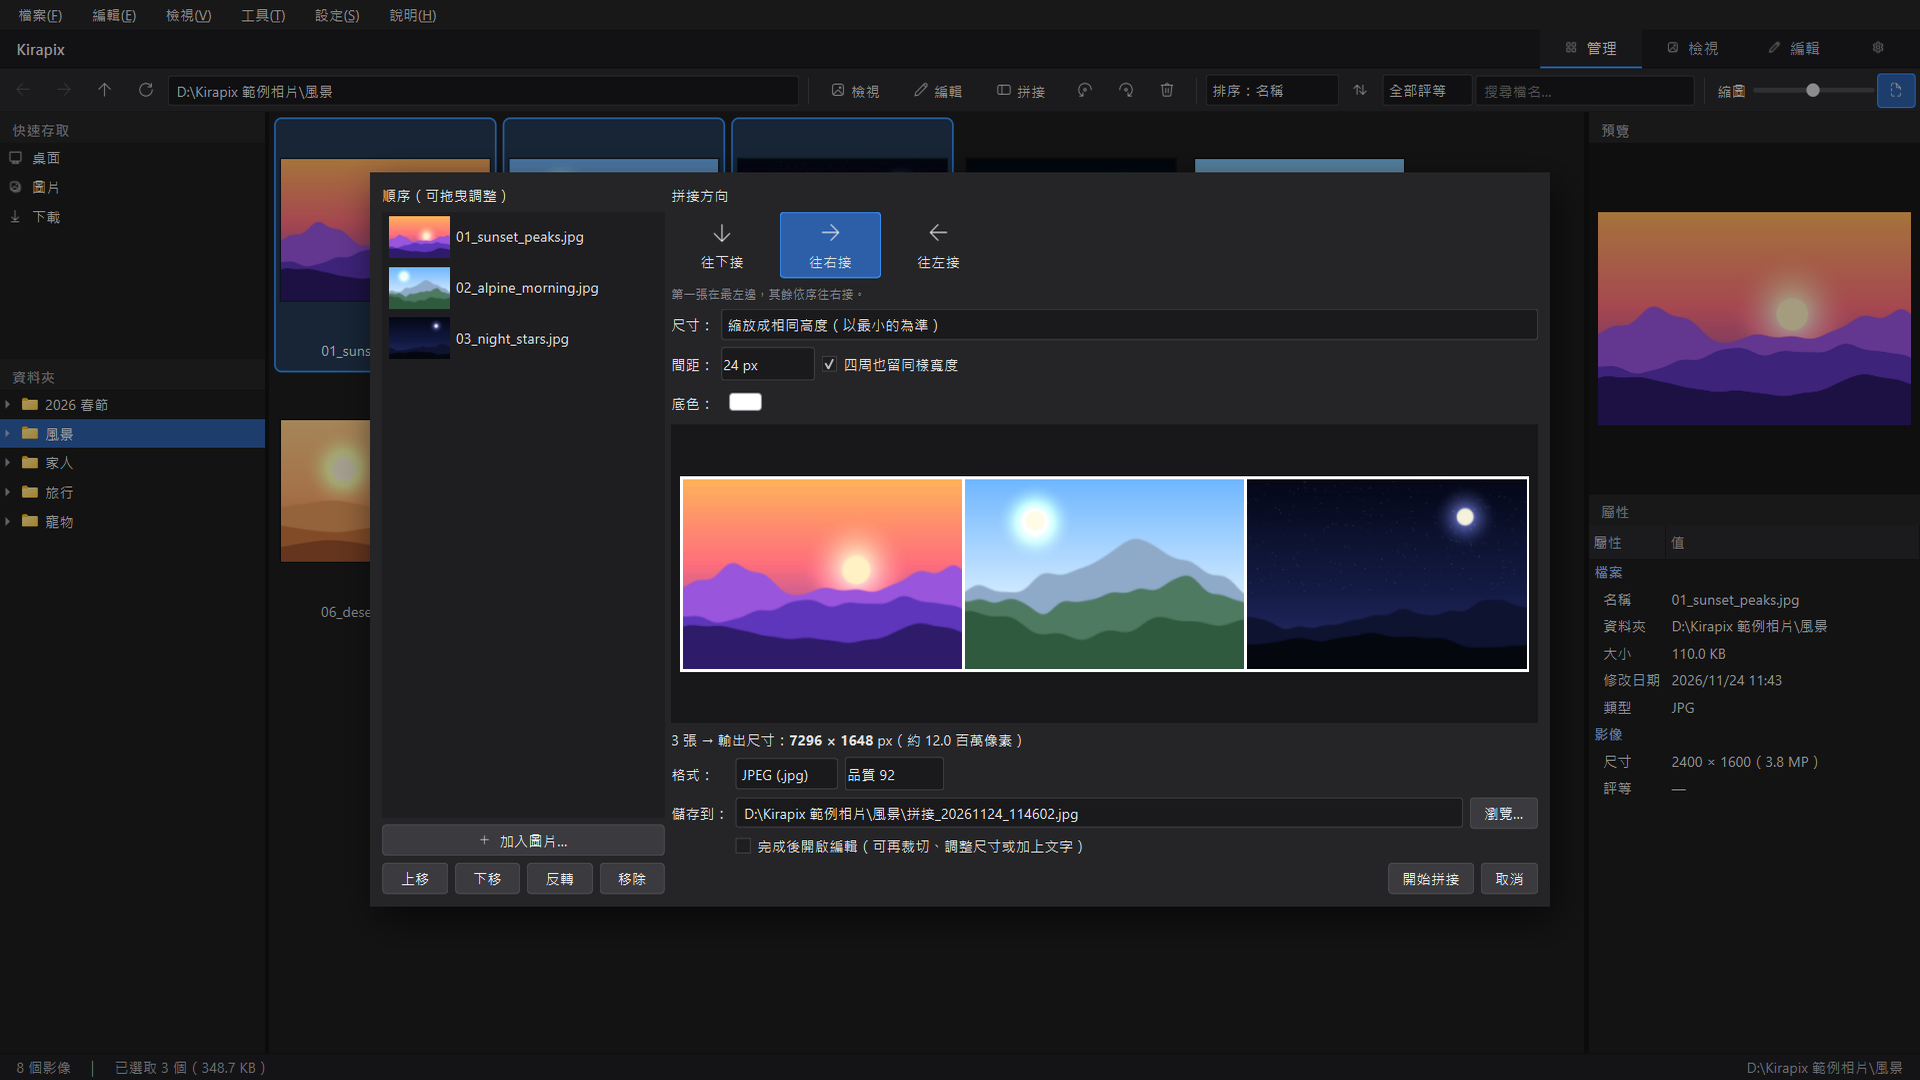 檔案(F) 編輯(E) 檢視(V) 工具(T) 設定(S) 說明(H)
Kirapix
管理 檢視 編輯
D:\Kirapix 範例相片\風景
檢視 編輯 拼接
排序：名稱
全部評等
搜尋檔名...
縮圖
快速存取
桌面
圖片
下載
資料夾
2026 春節
風景
家人
旅行
寵物
01_suns
06_dese
順序（可拖曳調整）
01_sunset_peaks.jpg
02_alpine_morning.jpg
03_night_stars.jpg
+ 加入圖片...
上移 下移 反轉 移除
拼接方向
往下接 往右接 往左接
第一張在最左邊，其餘依序往右接。
尺寸： 縮放成相同高度（以最小的為準）
間距： 24 px 四周也留同樣寬度
底色：
3 張 → 輸出尺寸：7296 × 1648 px（約 12.0 百萬像素）
格式： JPEG (.jpg) 品質 92
儲存到： D:\Kirapix 範例相片\風景\拼接_20261124_114602.jpg 瀏覽...
完成後開啟編輯（可再裁切、調整尺寸或加上文字）
開始拼接 取消
預覽
屬性
屬性 值
檔案
名稱 01_sunset_peaks.jpg
資料夾 D:\Kirapix 範例相片\風景
大小 110.0 KB
修改日期 2026/11/24 11:43
類型 JPG
影像
尺寸 2400 × 1600（3.8 MP）
評等 —
8 個影像 已選取 3 個（348.7 KB）
D:\Kirapix 範例相片\風景